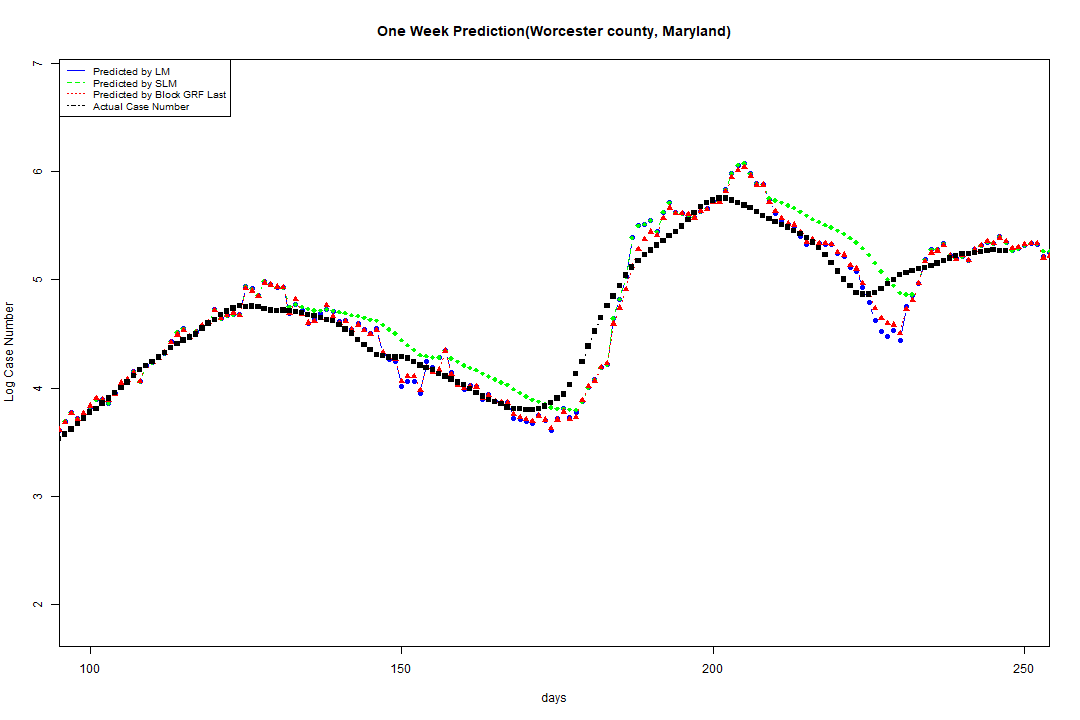 One Week Prediction(Worcester county, Maryland)
Predicted by LM
Predicted by SLM
Predicted by Block GRF Last
Actual Case Number
7
6
5
4
3
2
Log Case Number
100
150
200
250
days